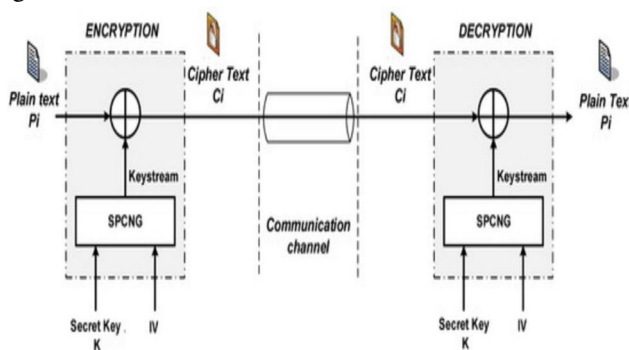 ENCRYPTION
DECRYPTION
Plain text
Pi
Cipher Text
Ci
Cipher Text
Ci
Plain Tex
Pi
Keystream
Keystream
SPCNG
SPCNG
Communication
channel
Secret Key
K
IV
Secret Key
K
IV